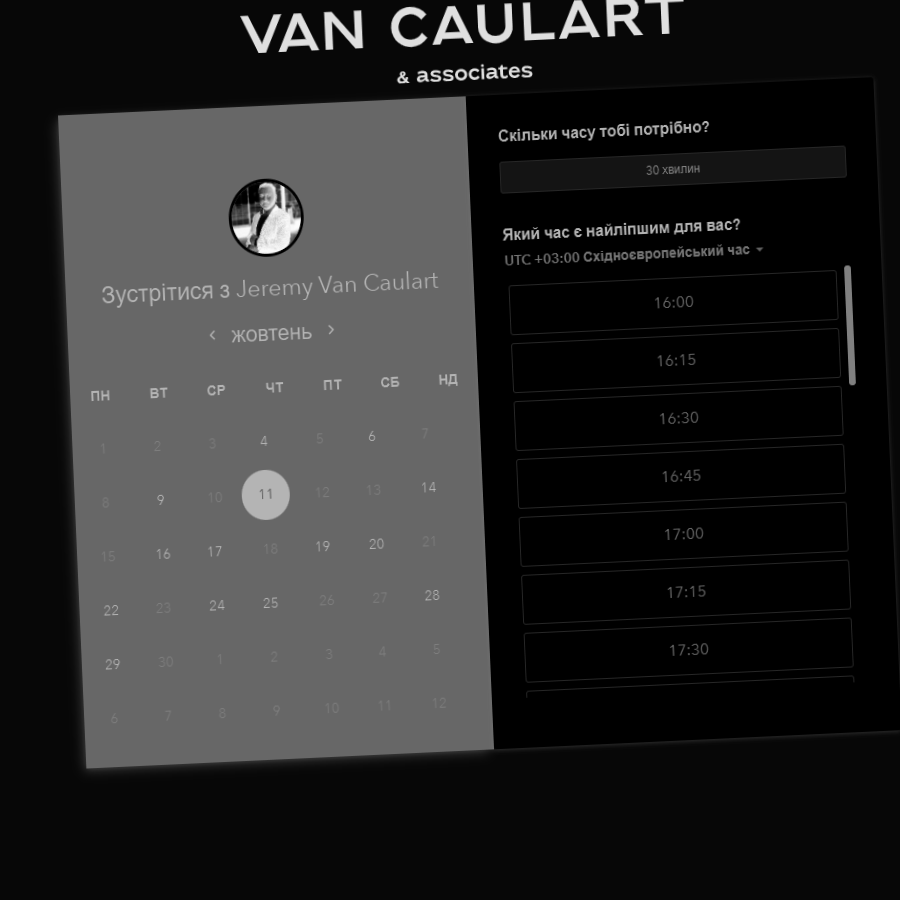 VAN CAULART
& associates
Зустрітися з Jeremy Van Caulart
‹ жовтень ›
ПН ВТ СР ЧТ ПТ СБ НД
1 2 3 4 5 6 7
8 9 10 11 12 13 14
15 16 17 18 19 20 21
22 23 24 25 26 27 28
29 30 1 2 3 4 5
6 7 8 9 10 11 12
Скільки часу тобі потрібно?
30 хвилин
Який час є найліпшим для вас?
UTC +03:00 Східноєвропейський час
16:00
16:15
16:30
16:45
17:00
17:15
17:30